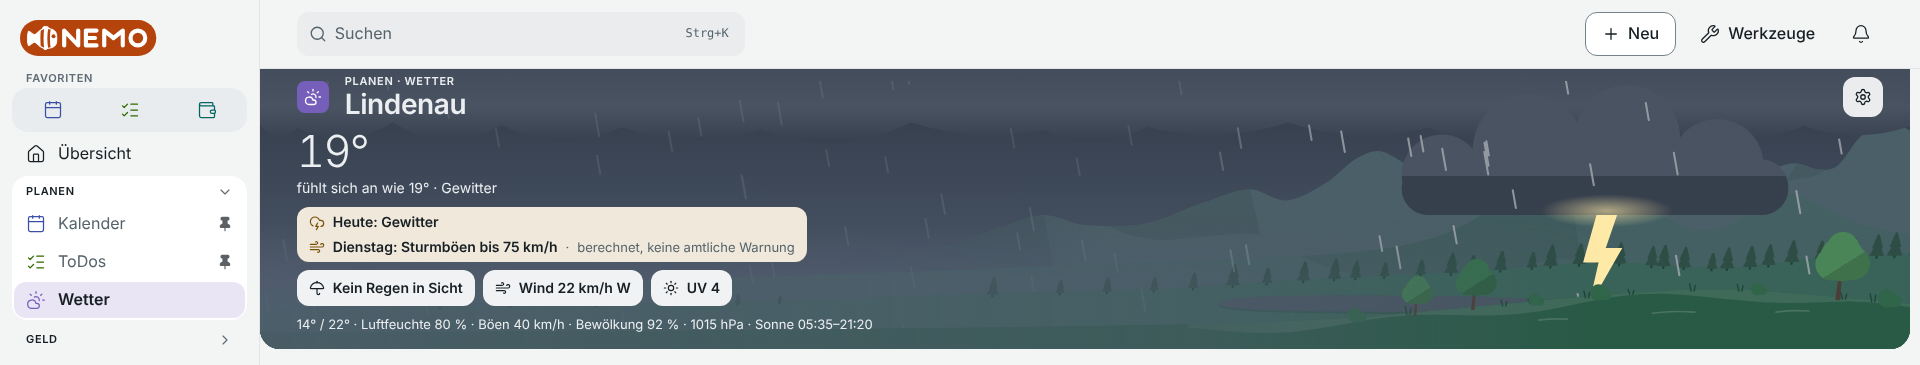 NEMO
Suchen
Strg+K
Neu
Werkzeuge
FAVORITEN
Übersicht
PLANEN
Kalender
ToDos
Wetter
GELD
PLANEN · WETTER
Lindenau
19°
fühlt sich an wie 19° · Gewitter
Heute: Gewitter
Dienstag: Sturmböen bis 75 km/h · berechnet, keine amtliche Warnung
Kein Regen in Sicht
Wind 22 km/h W
UV 4
14° / 22° · Luftfeuchte 80 % · Böen 40 km/h · Bewölkung 92 % · 1015 hPa · Sonne 05:35–21:20